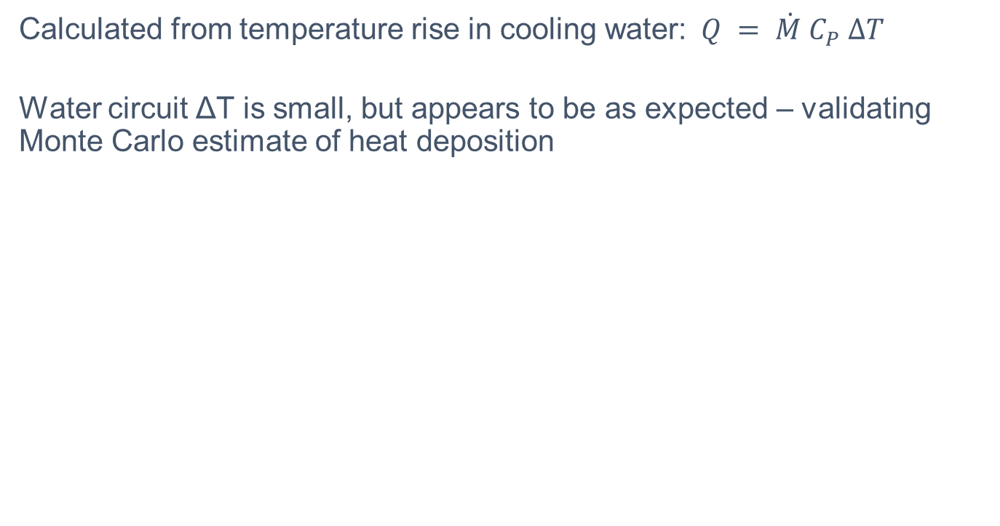 Calculated from temperature rise in cooling water: Q = Ṁ C_P ΔT
Water circuit ΔT is small, but appears to be as expected – validating
Monte Carlo estimate of heat deposition